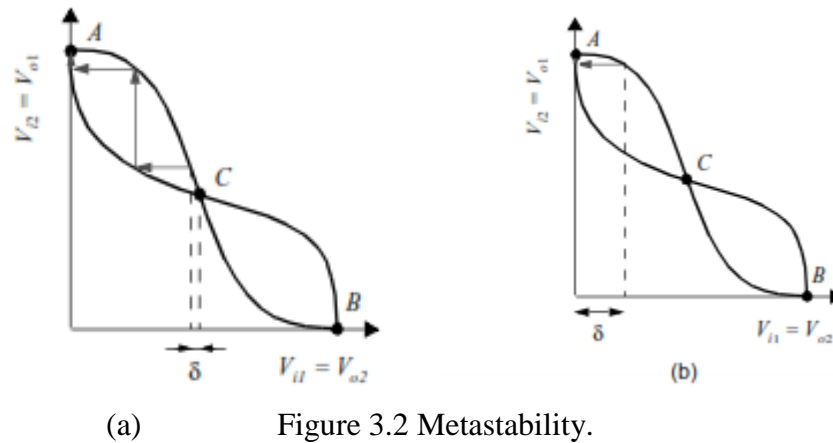 A
V_{i2} = V_{o1}
C
B
δ
V_{i1} = V_{o2}
A
V_{i2} = V_{o1}
C
B
δ
V_{i1} = V_{o2}
(b)
(a) Figure 3.2 Metastability.